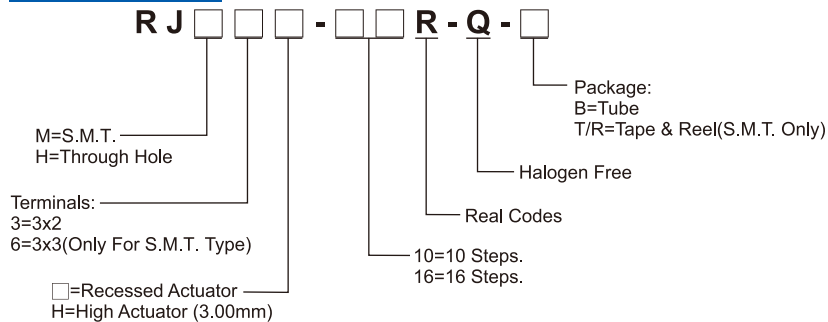 RJ□□□-□□R-Q-□
Package:
B=Tube
T/R=Tape & Reel(S.M.T. Only)
M=S.M.T.
H=Through Hole
Halogen Free
Terminals:
3=3x2
6=3x3(Only For S.M.T. Type)
Real Codes
10=10 Steps.
16=16 Steps.
□=Recessed Actuator
H=High Actuator (3.00mm)